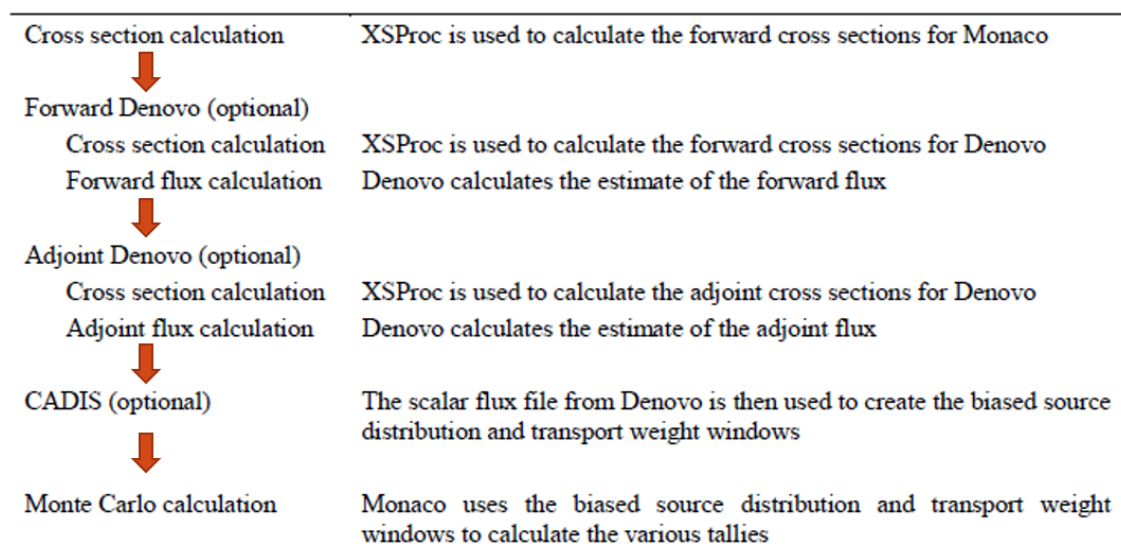 Cross section calculation XSProc is used to calculate the forward cross sections for Monaco
Forward Denovo (optional)
Cross section calculation XSProc is used to calculate the forward cross sections for Denovo
Forward flux calculation Denovo calculates the estimate of the forward flux
Adjoint Denovo (optional)
Cross section calculation XSProc is used to calculate the adjoint cross sections for Denovo
Adjoint flux calculation Denovo calculates the estimate of the adjoint flux
CADIS (optional) The scalar flux file from Denovo is then used to create the biased source
distribution and transport weight windows
Monte Carlo calculation Monaco uses the biased source distribution and transport weight
windows to calculate the various tallies